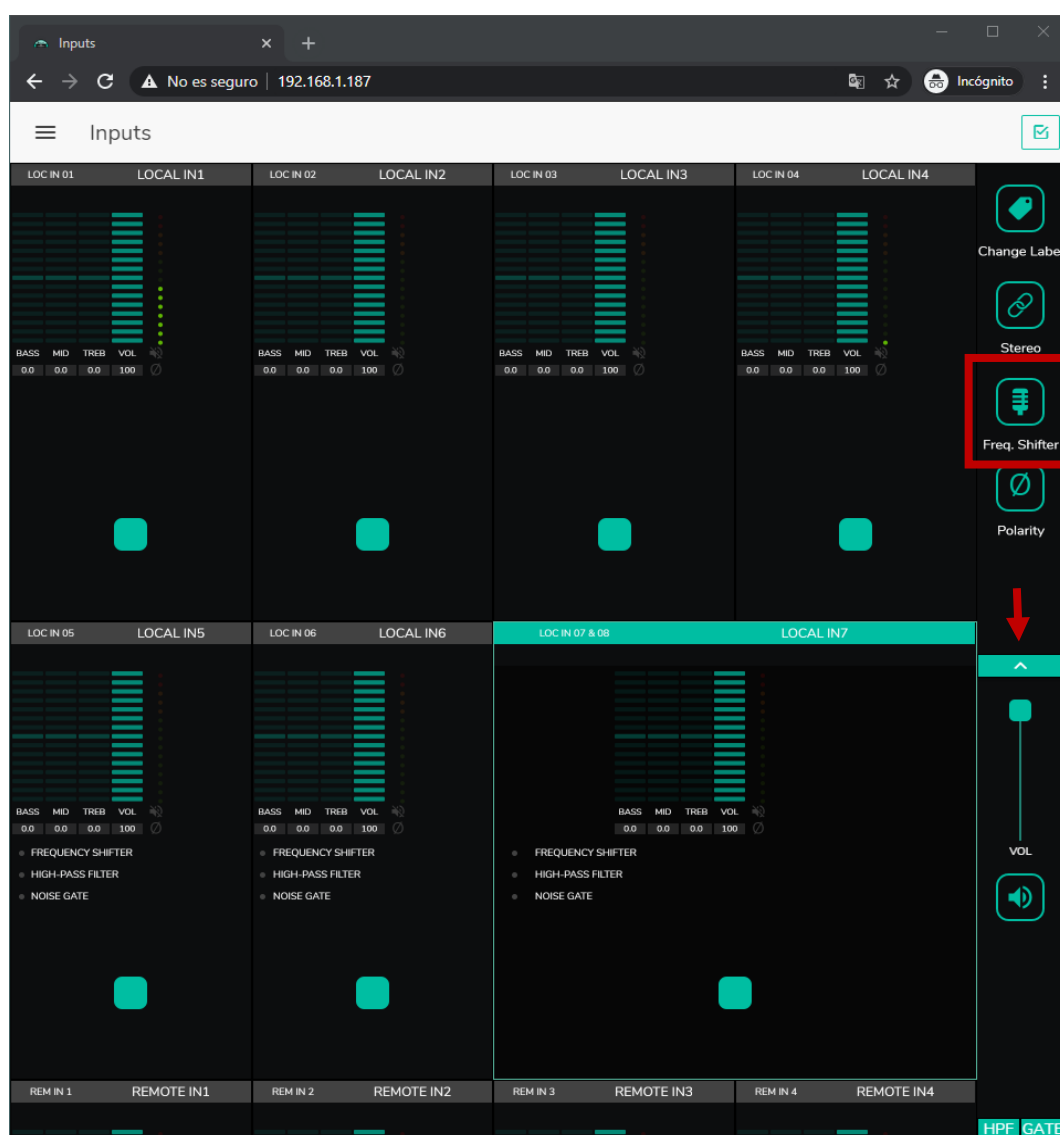 Inputs
No es seguro | 192.168.1.187
Incógnito
Inputs
LOC IN 01 LOCAL IN1 LOC IN 02 LOCAL IN2 LOC IN 03 LOCAL IN3 LOC IN 04 LOCAL IN4
Change Labe
Stereo
BASS MID TREB VOL BASS MID TREB VOL BASS MID TREB VOL BASS MID TREB VOL
0.0 0.0 0.0 100 0.0 0.0 0.0 100 0.0 0.0 0.0 100 0.0 0.0 0.0 100
Freq. Shifter
Polarity
LOC IN 05 LOCAL IN5 LOC IN 06 LOCAL IN6 LOC IN 07 & 08 LOCAL IN7
BASS MID TREB VOL BASS MID TREB VOL BASS MID TREB VOL
0.0 0.0 0.0 100 0.0 0.0 0.0 100 0.0 0.0 0.0 100
FREQUENCY SHIFTER FREQUENCY SHIFTER FREQUENCY SHIFTER
VOL
HIGH-PASS FILTER HIGH-PASS FILTER HIGH-PASS FILTER
NOISE GATE NOISE GATE NOISE GATE
REM IN 1 REMOTE IN1 REM IN 2 REMOTE IN2 REM IN 3 REMOTE IN3 REM IN 4 REMOTE IN4
HPF GATE